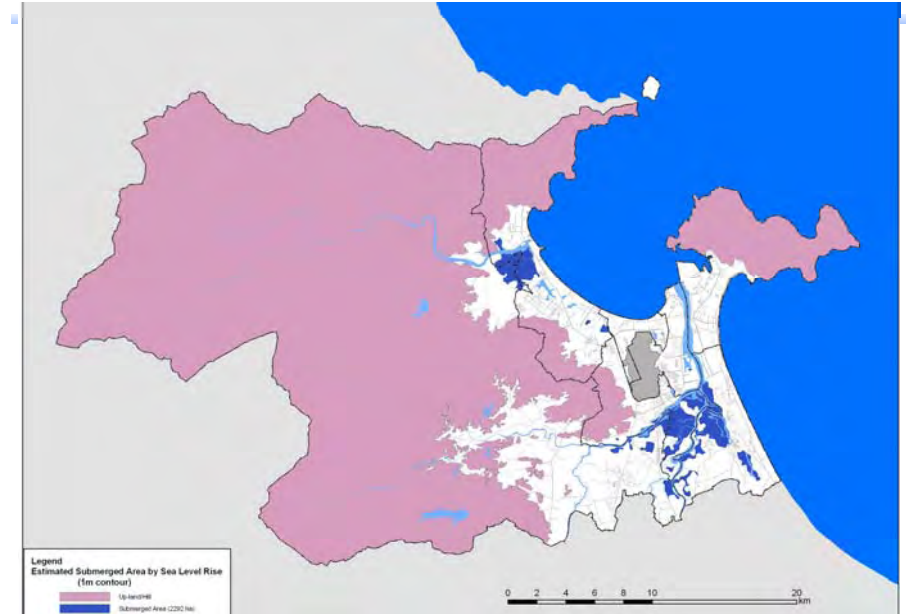 Legend
Estimated Submerged Area by Sea Level Rise
(1m contour)
Up-land/Hill
Submerged Area (2292 ha)
0 2 4 6 8 10 20
km